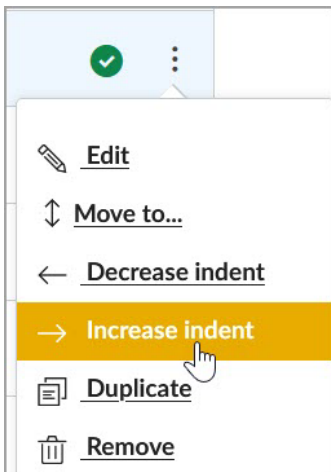 Edit
Move to...
Decrease indent
Increase indent
Duplicate
Remove